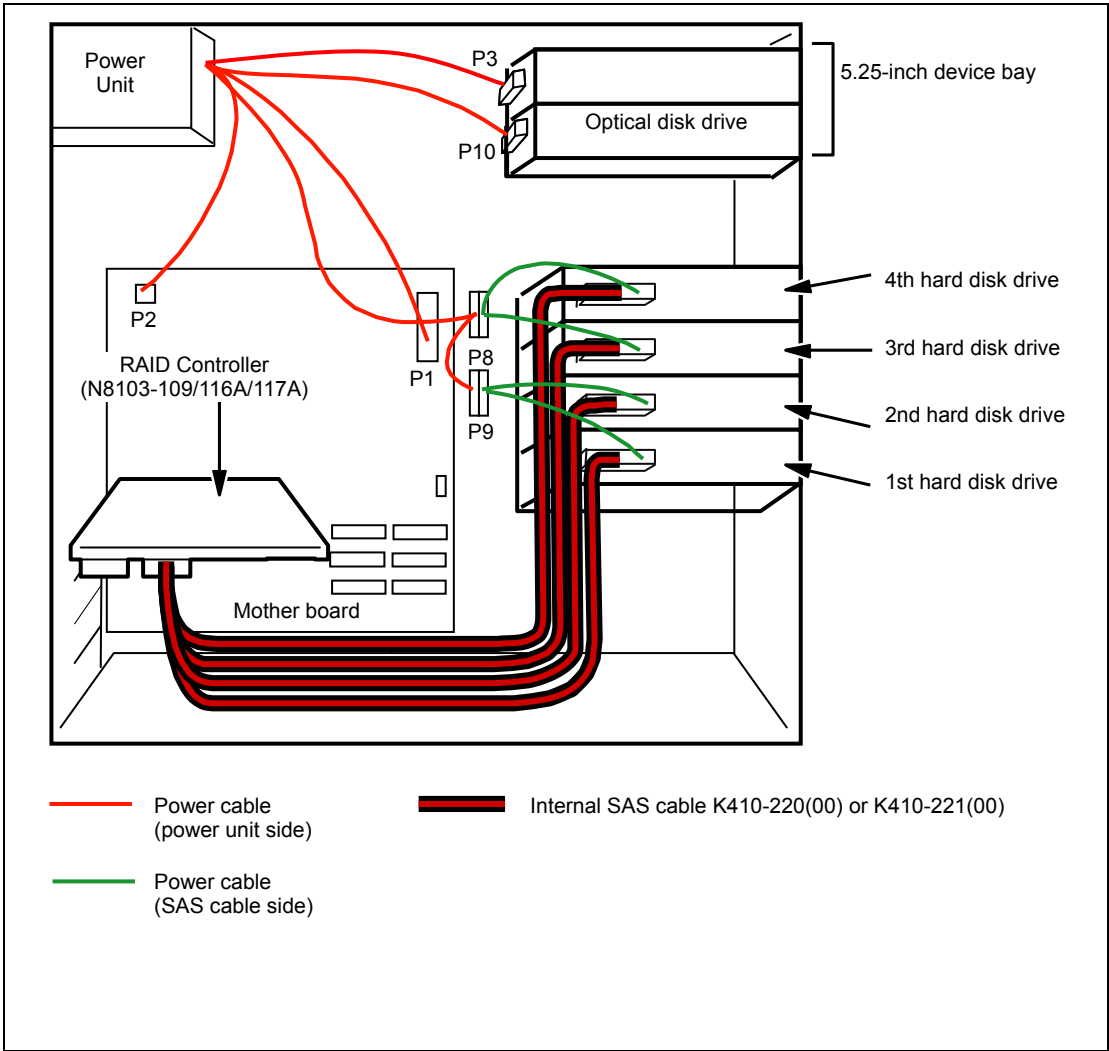 Power
Unit
P3
5.25-inch device bay
Optical disk drive
P10
4th hard disk drive
P2
P8
3rd hard disk drive
RAID Controller
(N8103-109/116A/117A)
P1
2nd hard disk drive
P9
1st hard disk drive
Mother board
Power cable
(power unit side)
Internal SAS cable K410-220(00) or K410-221(00)
Power cable
(SAS cable side)